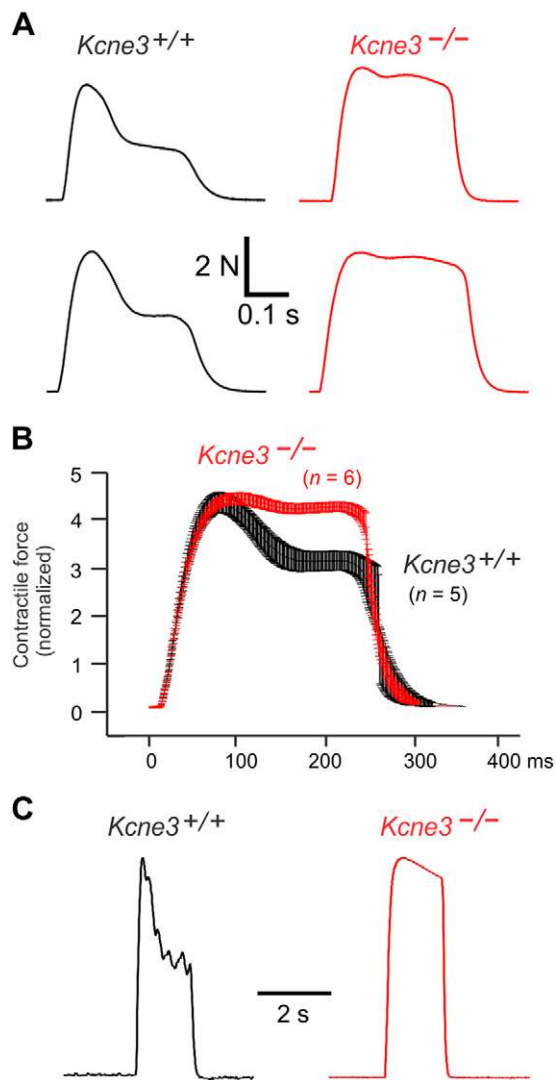 A
Kcne3+/+
Kcne3−/−
2 N
0.1 s
B
Kcne3−/−
(n = 6)
Kcne3+/+
(n = 5)
Contractile force
(normalized)
5
4
3
2
1
0
0 100 200 300 400 ms
C
Kcne3+/+
Kcne3−/−
2 s